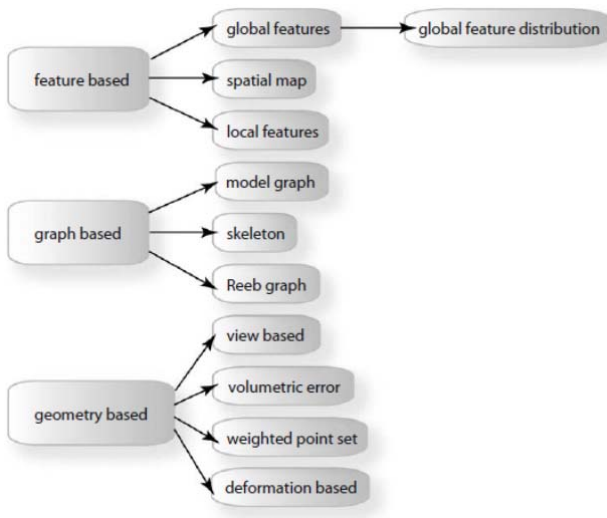 feature based
global features
global feature distribution
spatial map
local features
graph based
model graph
skeleton
Reeb graph
geometry based
view based
volumetric error
weighted point set
deformation based